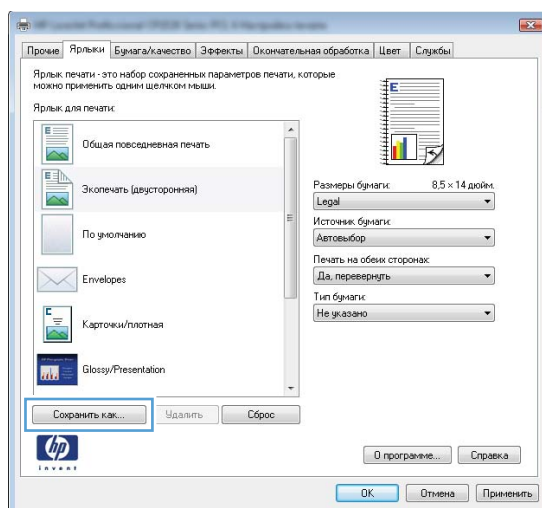 Прочие Ярлыки Бумага/качество Эффекты Окончательная обработка Цвет Службы
Ярлык печати - это набор сохраненных параметров печати, которые
можно применить одним щелчком мыши.
Ярлык для печати:
Общая повседневная печать
Экопечать (двусторонняя)
По умолчанию
Envelopes
Карточки/плотная
Glossy/Presentation
Размеры бумаги: 8,5 × 14 дюйм.
Legal
Источник бумаги:
Автовыбор
Печать на обеих сторонах:
Да, перевернуть
Тип бумаги:
Не указано
Сохранить как... Удалить Сброс
hp
invent
О программе... Справка
OK Отмена Применить